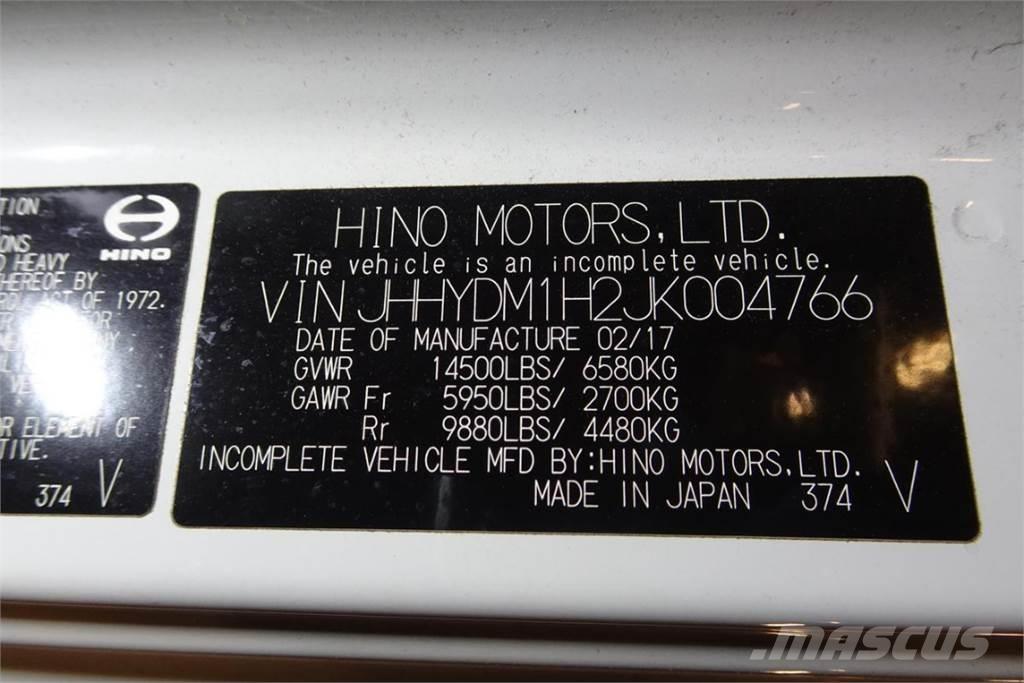 TION
HINO
ONS
HEAVY
HEREOF BY
ACT OF 1972.
FOR
ELEMENT OF
TIVE.
374 V
HINO MOTORS, LTD.
The vehicle is an incomplete vehicle.
VIN JHHYDM1H2JK004766
DATE OF MANUFACTURE 02/17
GVWR 14500LBS/ 6580KG
GAWR Fr 5950LBS/ 2700KG
Rr 9880LBS/ 4480KG
INCOMPLETE VEHICLE MFD BY:HINO MOTORS,LTD.
MADE IN JAPAN 374 V
MASCUS